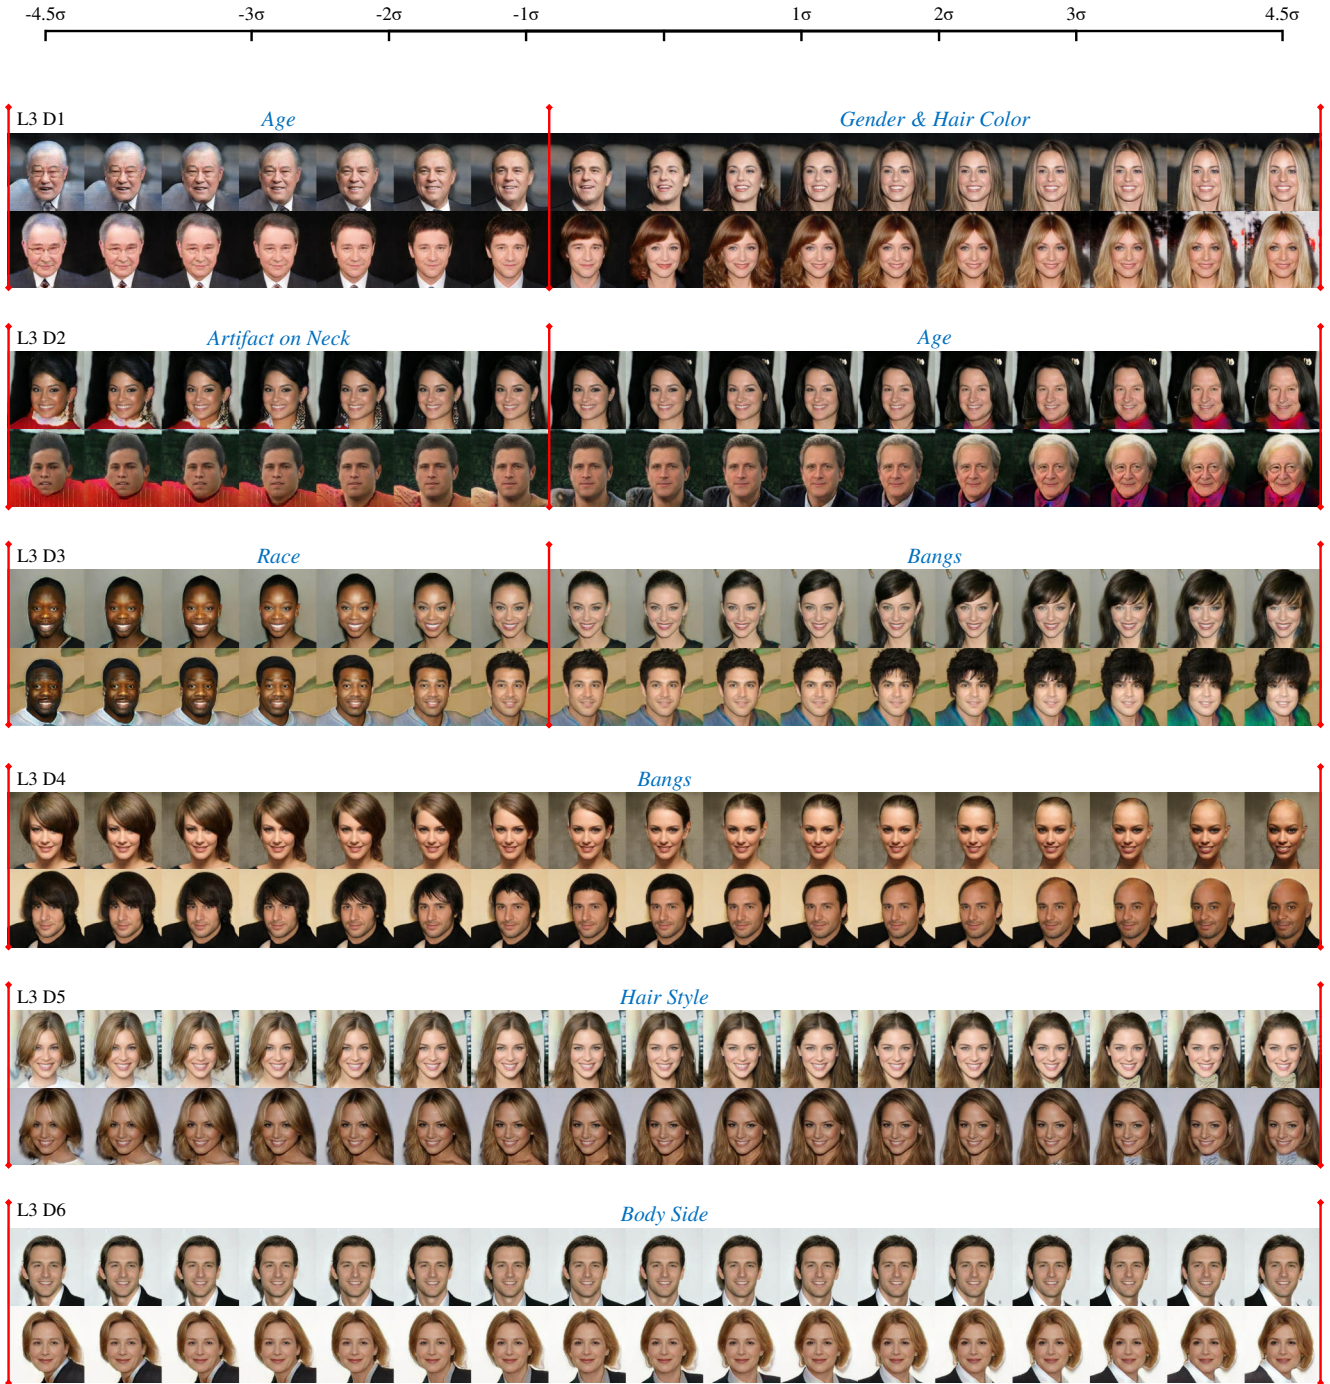 -4.5σ -3σ -2σ -1σ 1σ 2σ 3σ 4.5σ
L3 D1 Age Gender & Hair Color
L3 D2 Artifact on Neck Age
L3 D3 Race Bangs
L3 D4 Bangs
L3 D5 Hair Style
L3 D6 Body Side